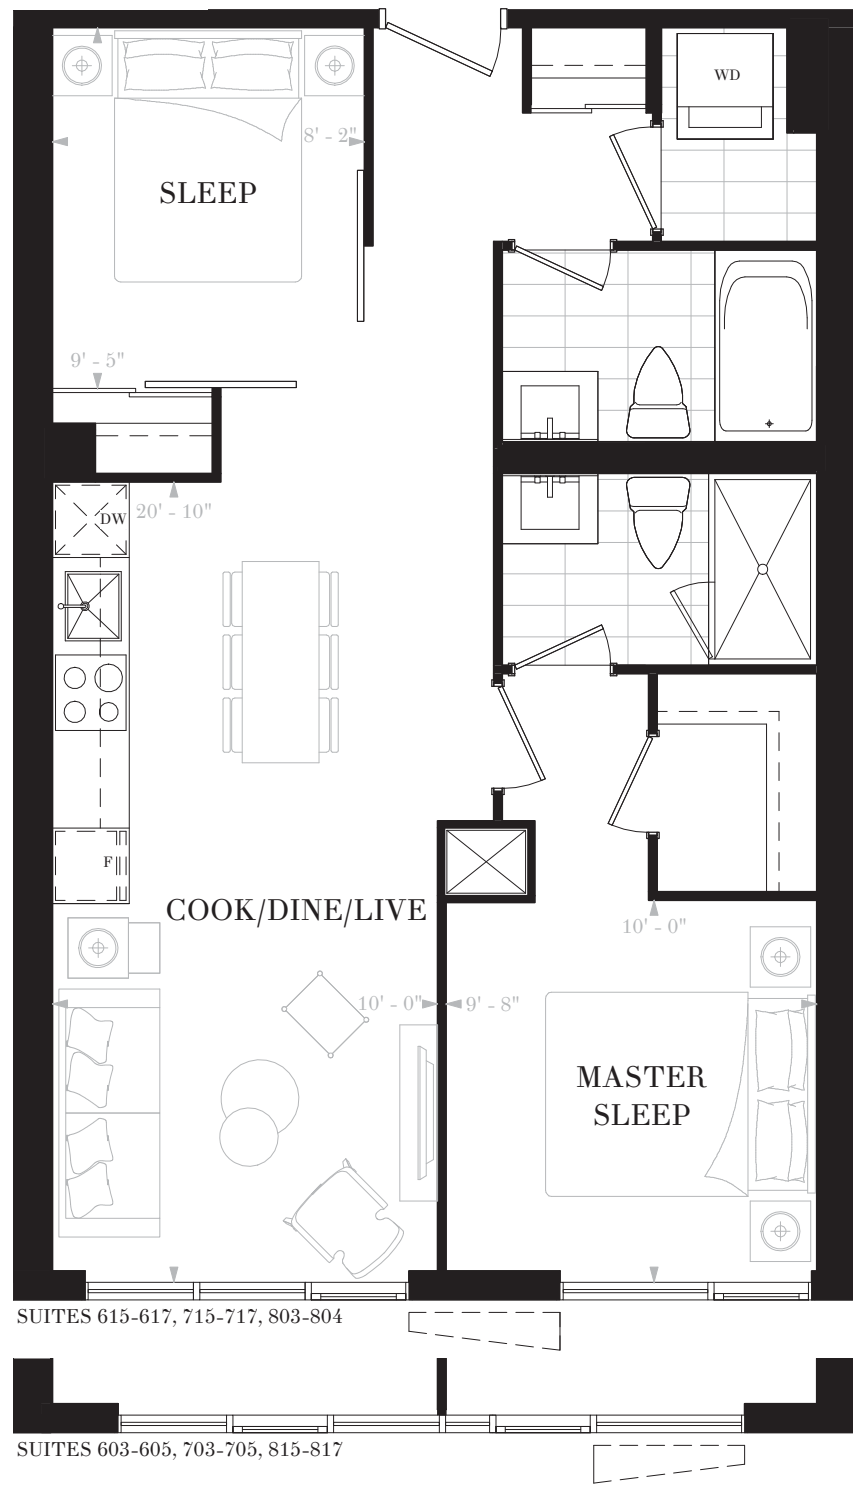 WD
8' - 2"
SLEEP
9' - 5"
DW
20' - 10"
F
COOK/DINE/LIVE
10' - 0"
10' - 0"
9' - 8"
MASTER
SLEEP
SUITES 615-617, 715-717, 803-804
SUITES 603-605, 703-705, 815-817